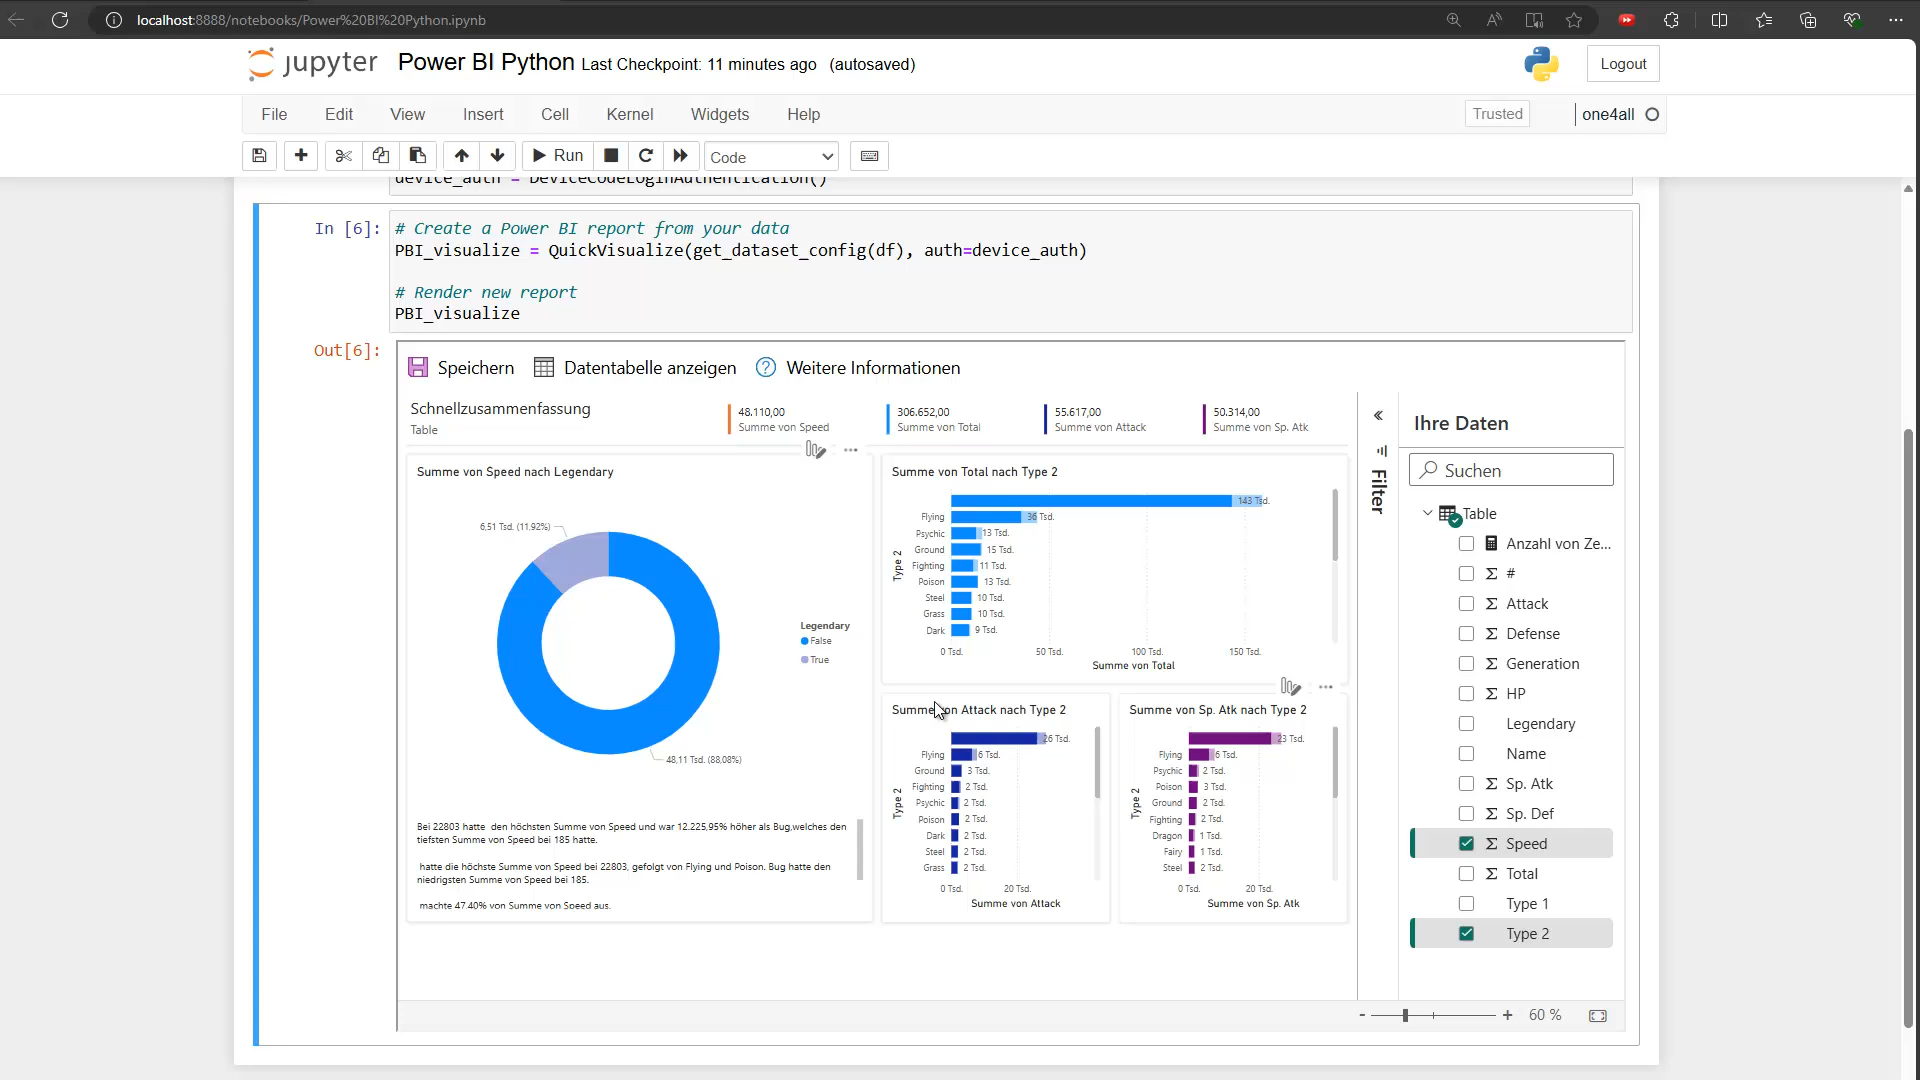 localhost:8888/notebooks/Power%20BI%20Python.ipynb
jupyter Power BI Python Last Checkpoint: 11 minutes ago (autosaved)
Logout
File Edit View Insert Cell Kernel Widgets Help
Trusted one4all
Run Code
device_auth = DeviceCodeLoginAuthentication()
In [6]:
# Create a Power BI report from your data
PBI_visualize = QuickVisualize(get_dataset_config(df), auth=device_auth)
# Render new report
PBI_visualize
Out[6]:
Speichern Datentabelle anzeigen Weitere Informationen
Schnellzusammenfassung
Table
48.110,00
Summe von Speed
306.652,00
Summe von Total
55.617,00
Summe von Attack
50.314,00
Summe von Sp. Atk
Summe von Speed nach Legendary
6,51 Tsd. (11,92%)
48,11 Tsd. (88,08%)
Legendary
False
True
Bei 22803 hatte den höchsten Summe von Speed und war 12.225,95% höher als Bug,welches den
tiefsten Summe von Speed bei 185 hatte.
hatte die höchste Summe von Speed bei 22803, gefolgt von Flying und Poison. Bug hatte den
niedrigsten Summe von Speed bei 185.
machte 47.40% von Summe von Speed aus.
Summe von Total nach Type 2
Type 2
143 Tsd.
Flying 36 Tsd.
Psychic 13 Tsd.
Ground 15 Tsd.
Fighting 11 Tsd.
Poison 13 Tsd.
Steel 10 Tsd.
Grass 10 Tsd.
Dark 9 Tsd.
0 Tsd. 50 Tsd. 100 Tsd. 150 Tsd.
Summe von Total
Summe von Attack nach Type 2
Type 2
26 Tsd.
Flying 6 Tsd.
Ground 3 Tsd.
Fighting 2 Tsd.
Psychic 2 Tsd.
Poison 2 Tsd.
Dark 2 Tsd.
Steel 2 Tsd.
Grass 2 Tsd.
0 Tsd. 20 Tsd.
Summe von Attack
Summe von Sp. Atk nach Type 2
Type 2
23 Tsd.
Flying 6 Tsd.
Psychic 2 Tsd.
Poison 3 Tsd.
Ground 2 Tsd.
Fighting 2 Tsd.
Dragon 1 Tsd.
Fairy 1 Tsd.
Steel 2 Tsd.
0 Tsd. 20 Tsd.
Summe von Sp. Atk
Filter
Ihre Daten
Suchen
Table
Anzahl von Ze...
#
Attack
Defense
Generation
HP
Legendary
Name
Sp. Atk
Sp. Def
Speed
Total
Type 1
Type 2
- + 60 %